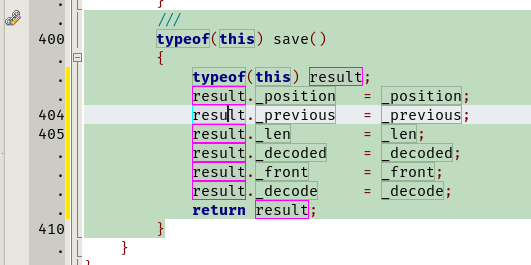 }
///
400 typeof(this) save()
{
typeof(this) result;
result._position = _position;
404 result._previous = _previous;
405 result._len = _len;
result._decoded = _decoded;
result._front = _front;
result._decode = _decode;
return result;
410 }
}
}